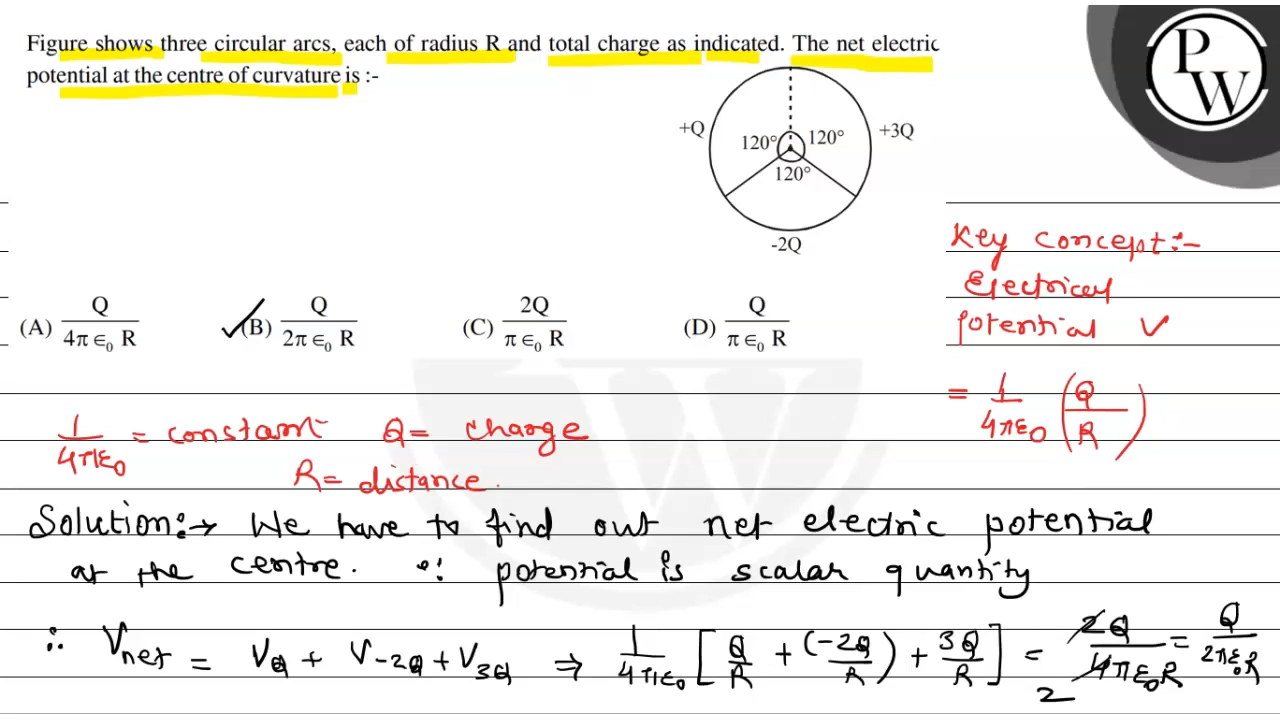 Figure shows three circular arcs, each of radius R and total charge as indicated. The net electric
potential at the centre of curvature is :-
P
W
+Q
120° 120°
+3Q
120°
-2Q
(A) Q/4π∈₀ R (B) Q/2π∈₀ R (C) 2Q/π∈₀ R (D) Q/π∈₀ R
Key concept:-
Electrical
potential V
= 1/4πε₀ (Q/R)
1/4πε₀ = constant Q= charge
R= distance.
Solution:→ We have to find out net electric potential
at the centre. ∵ potential is scalar quantity
∴ Vnet = VQ + V-2Q + V3Q ⇒ 1/4πε₀ [Q/R + (-2Q/R) + 3Q/R] = 2Q/4πε₀R = Q/2πε₀R
2